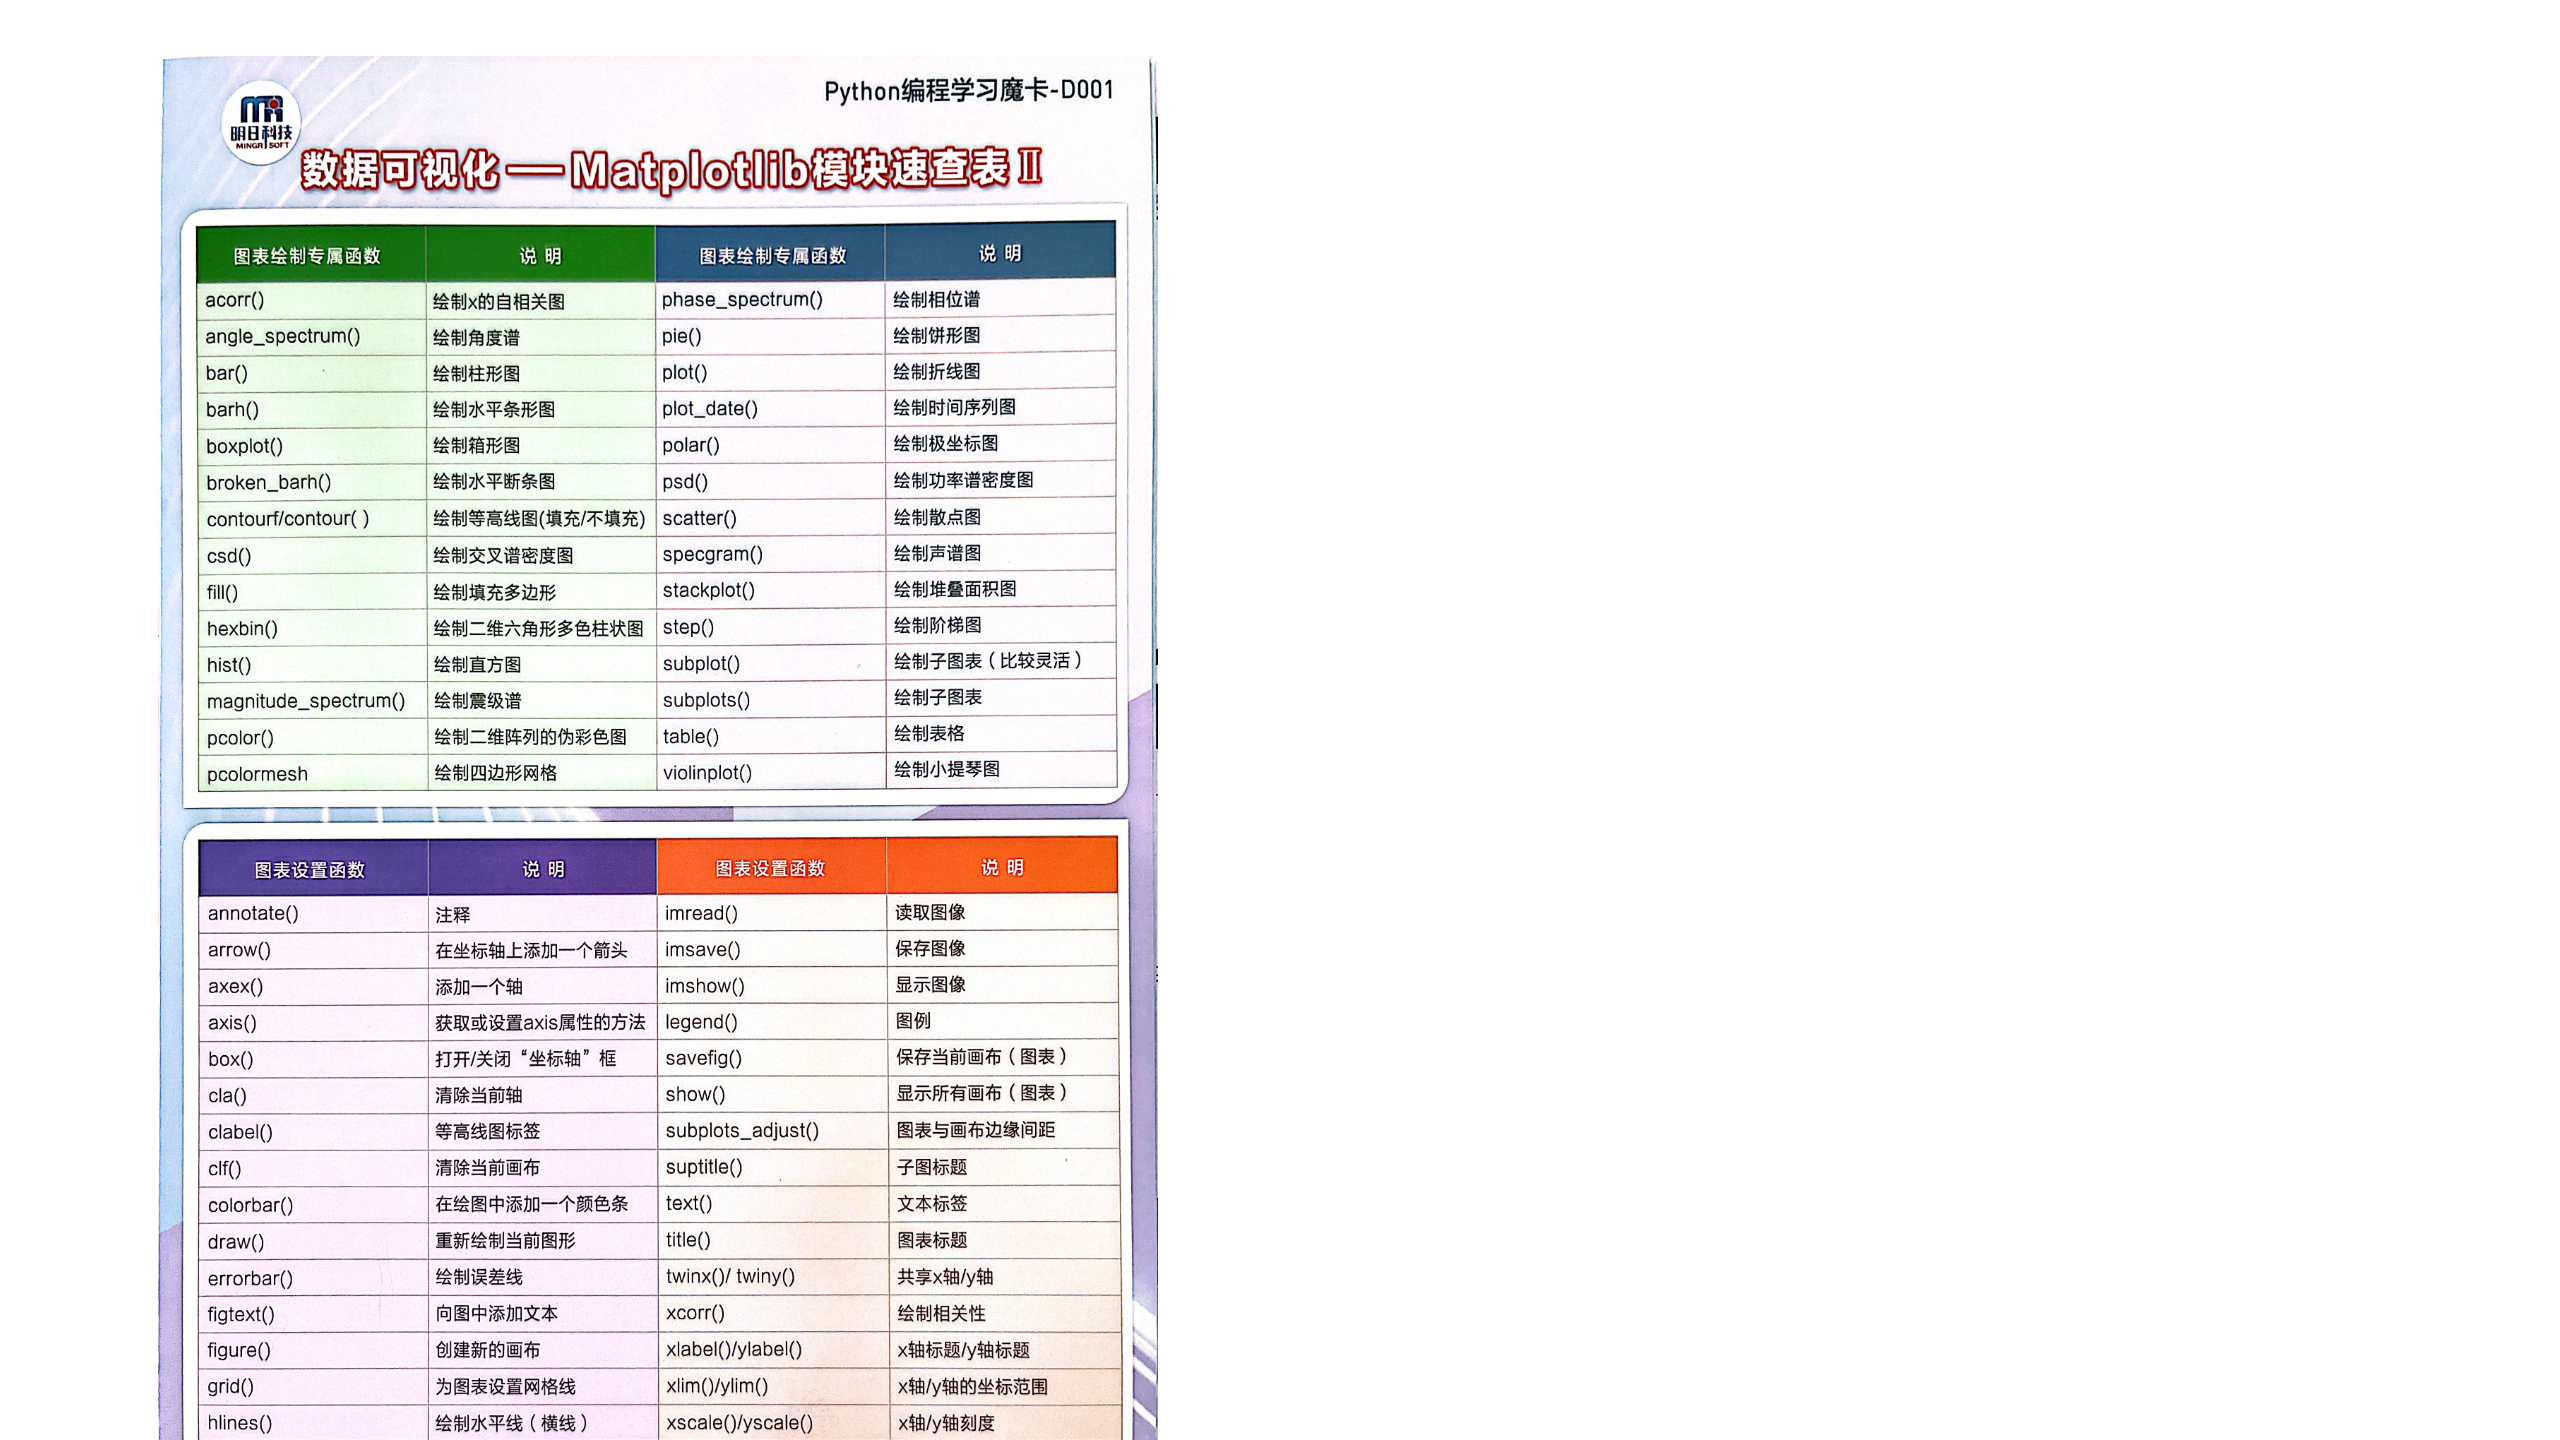 Python编程学习魔卡-D001
明日科技
MINGRI SOFT
数据可视化——Matplotlib模块速查表Ⅱ
图表绘制专属函数 说 明 图表绘制专属函数 说 明
acorr() 绘制x的自相关图 phase_spectrum() 绘制相位谱
angle_spectrum() 绘制角度谱 pie() 绘制饼形图
bar() 绘制柱形图 plot() 绘制折线图
barh() 绘制水平条形图 plot_date() 绘制时间序列图
boxplot() 绘制箱形图 polar() 绘制极坐标图
broken_barh() 绘制水平断条图 psd() 绘制功率谱密度图
contourf/contour( ) 绘制等高线图(填充/不填充) scatter() 绘制散点图
csd() 绘制交叉谱密度图 specgram() 绘制声谱图
fill() 绘制填充多边形 stackplot() 绘制堆叠面积图
hexbin() 绘制二维六角形多色柱状图 step() 绘制阶梯图
hist() 绘制直方图 subplot() 绘制子图表（比较灵活）
magnitude_spectrum() 绘制震级谱 subplots() 绘制子图表
pcolor() 绘制二维阵列的伪彩色图 table() 绘制表格
pcolormesh 绘制四边形网格 violinplot() 绘制小提琴图
图表设置函数 说 明 图表设置函数 说 明
annotate() 注释 imread() 读取图像
arrow() 在坐标轴上添加一个箭头 imsave() 保存图像
axex() 添加一个轴 imshow() 显示图像
axis() 获取或设置axis属性的方法 legend() 图例
box() 打开/关闭“坐标轴”框 savefig() 保存当前画布（图表）
cla() 清除当前轴 show() 显示所有画布（图表）
clabel() 等高线图标签 subplots_adjust() 图表与画布边缘间距
clf() 清除当前画布 suptitle() 子图标题
colorbar() 在绘图中添加一个颜色条 text() 文本标签
draw() 重新绘制当前图形 title() 图表标题
errorbar() 绘制误差线 twinx()/ twiny() 共享x轴/y轴
figtext() 向图中添加文本 xcorr() 绘制相关性
figure() 创建新的画布 xlabel()/ylabel() x轴标题/y轴标题
grid() 为图表设置网格线 xlim()/ylim() x轴/y轴的坐标范围
hlines() 绘制水平线（横线） xscale()/yscale() x轴/y轴刻度